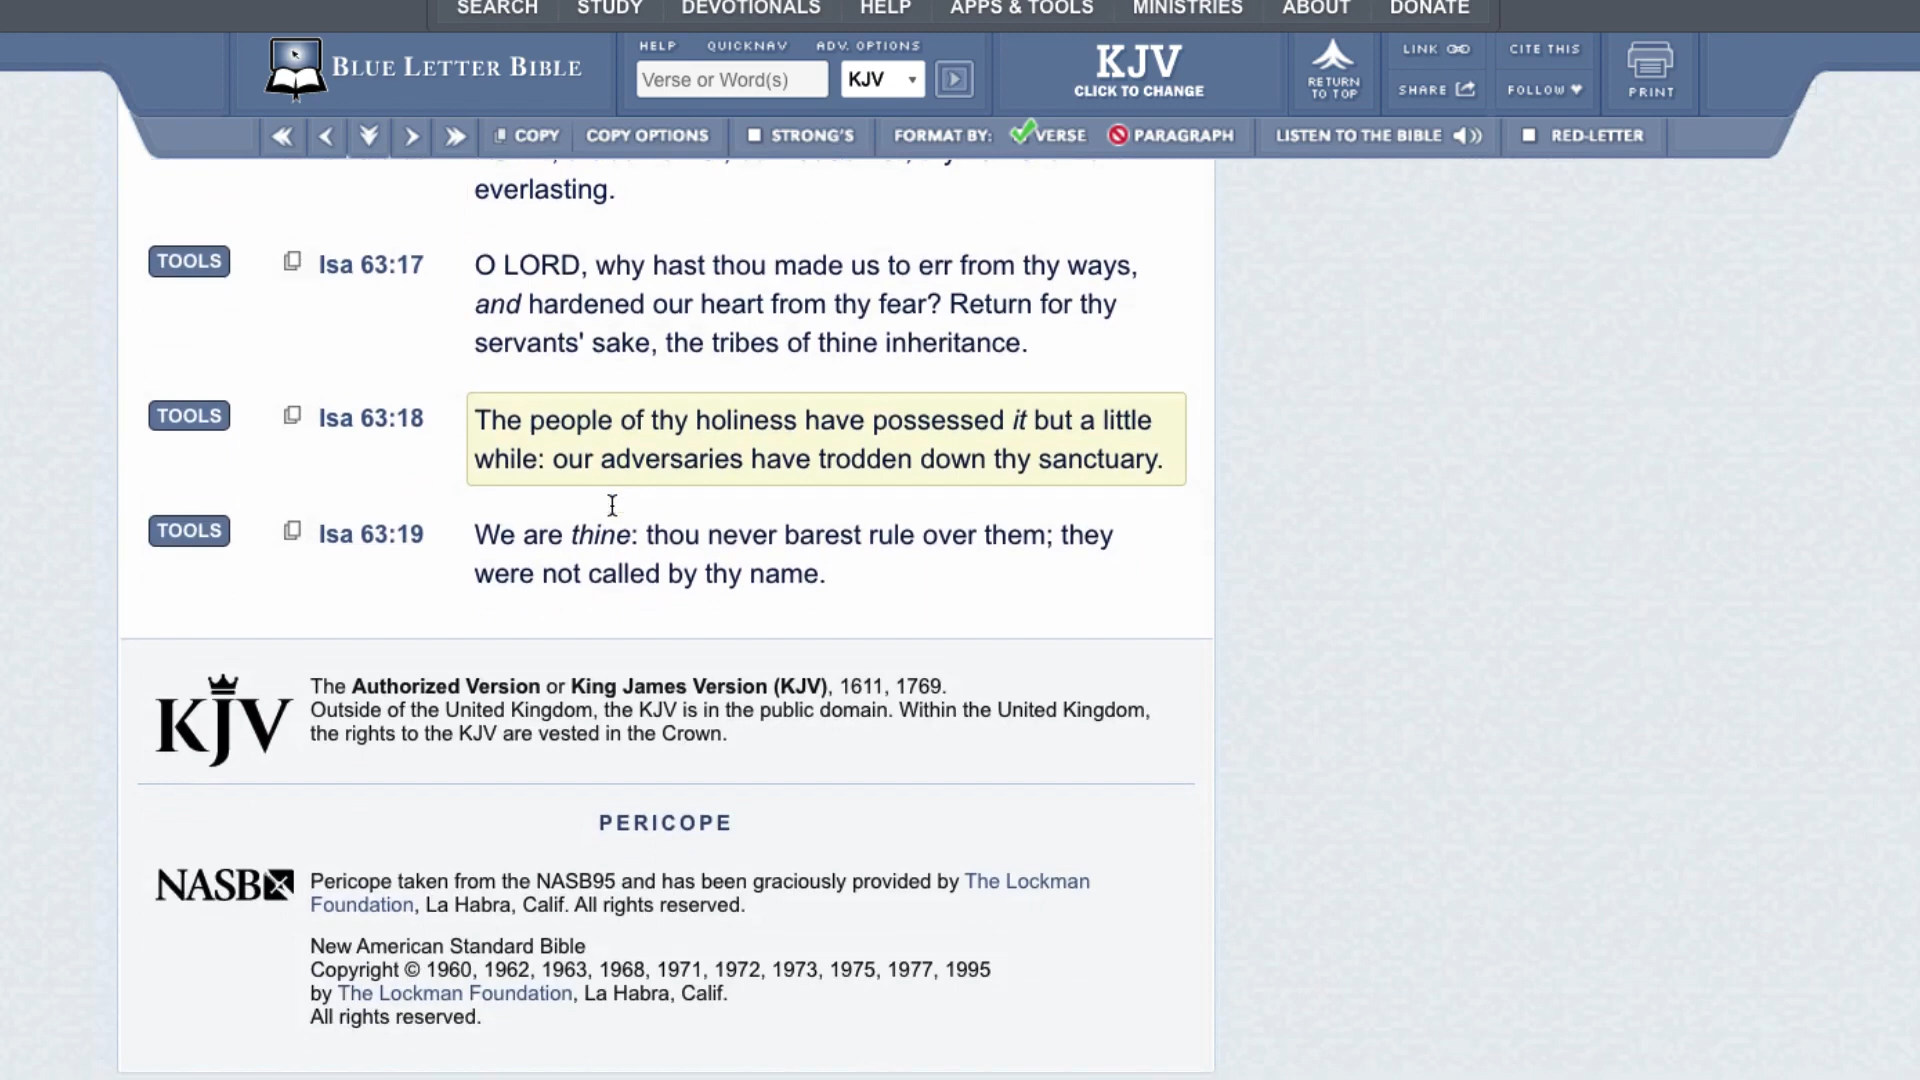 SEARCH STUDY DEVOTIONALS HELP APPS & TOOLS MINISTRIES ABOUT DONATE
BLUE LETTER BIBLE
HELP QUICKNAV ADV. OPTIONS
Verse or Word(s) KJV
KJV
CLICK TO CHANGE
RETURN
TO TOP
LINK CITE THIS
SHARE FOLLOW
PRINT
COPY COPY OPTIONS STRONG'S FORMAT BY: VERSE PARAGRAPH LISTEN TO THE BIBLE RED-LETTER
everlasting.
TOOLS Isa 63:17 O LORD, why hast thou made us to err from thy ways,
and hardened our heart from thy fear? Return for thy
servants' sake, the tribes of thine inheritance.
TOOLS Isa 63:18 The people of thy holiness have possessed it but a little
while: our adversaries have trodden down thy sanctuary.
TOOLS Isa 63:19 We are thine: thou never barest rule over them; they
were not called by thy name.
KJV
The Authorized Version or King James Version (KJV), 1611, 1769.
Outside of the United Kingdom, the KJV is in the public domain. Within the United Kingdom,
the rights to the KJV are vested in the Crown.
PERICOPE
NASB
Pericope taken from the NASB95 and has been graciously provided by The Lockman
Foundation, La Habra, Calif. All rights reserved.
New American Standard Bible
Copyright © 1960, 1962, 1963, 1968, 1971, 1972, 1973, 1975, 1977, 1995
by The Lockman Foundation, La Habra, Calif.
All rights reserved.